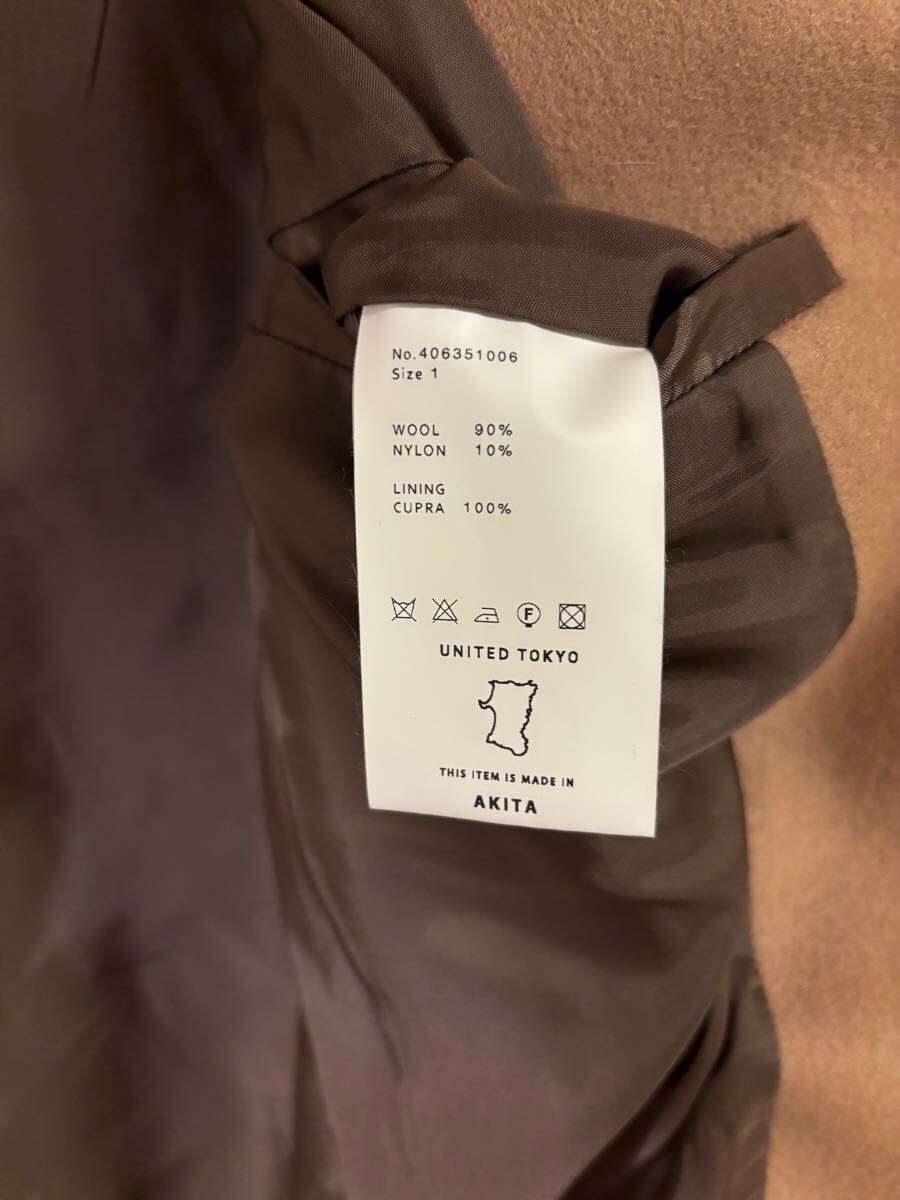 No.406351006
Size 1
WOOL 90%
NYLON 10%
LINING
CUPRA 100%
F
UNITED TOKYO
THIS ITEM IS MADE IN
AKITA